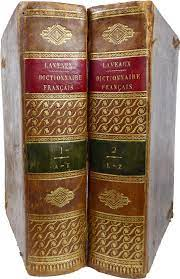 LAVEAUX
DICTIONNAIRE
FRANÇAIS
1
LAVEAUX
DICTIONNAIRE
FRANÇAIS
2